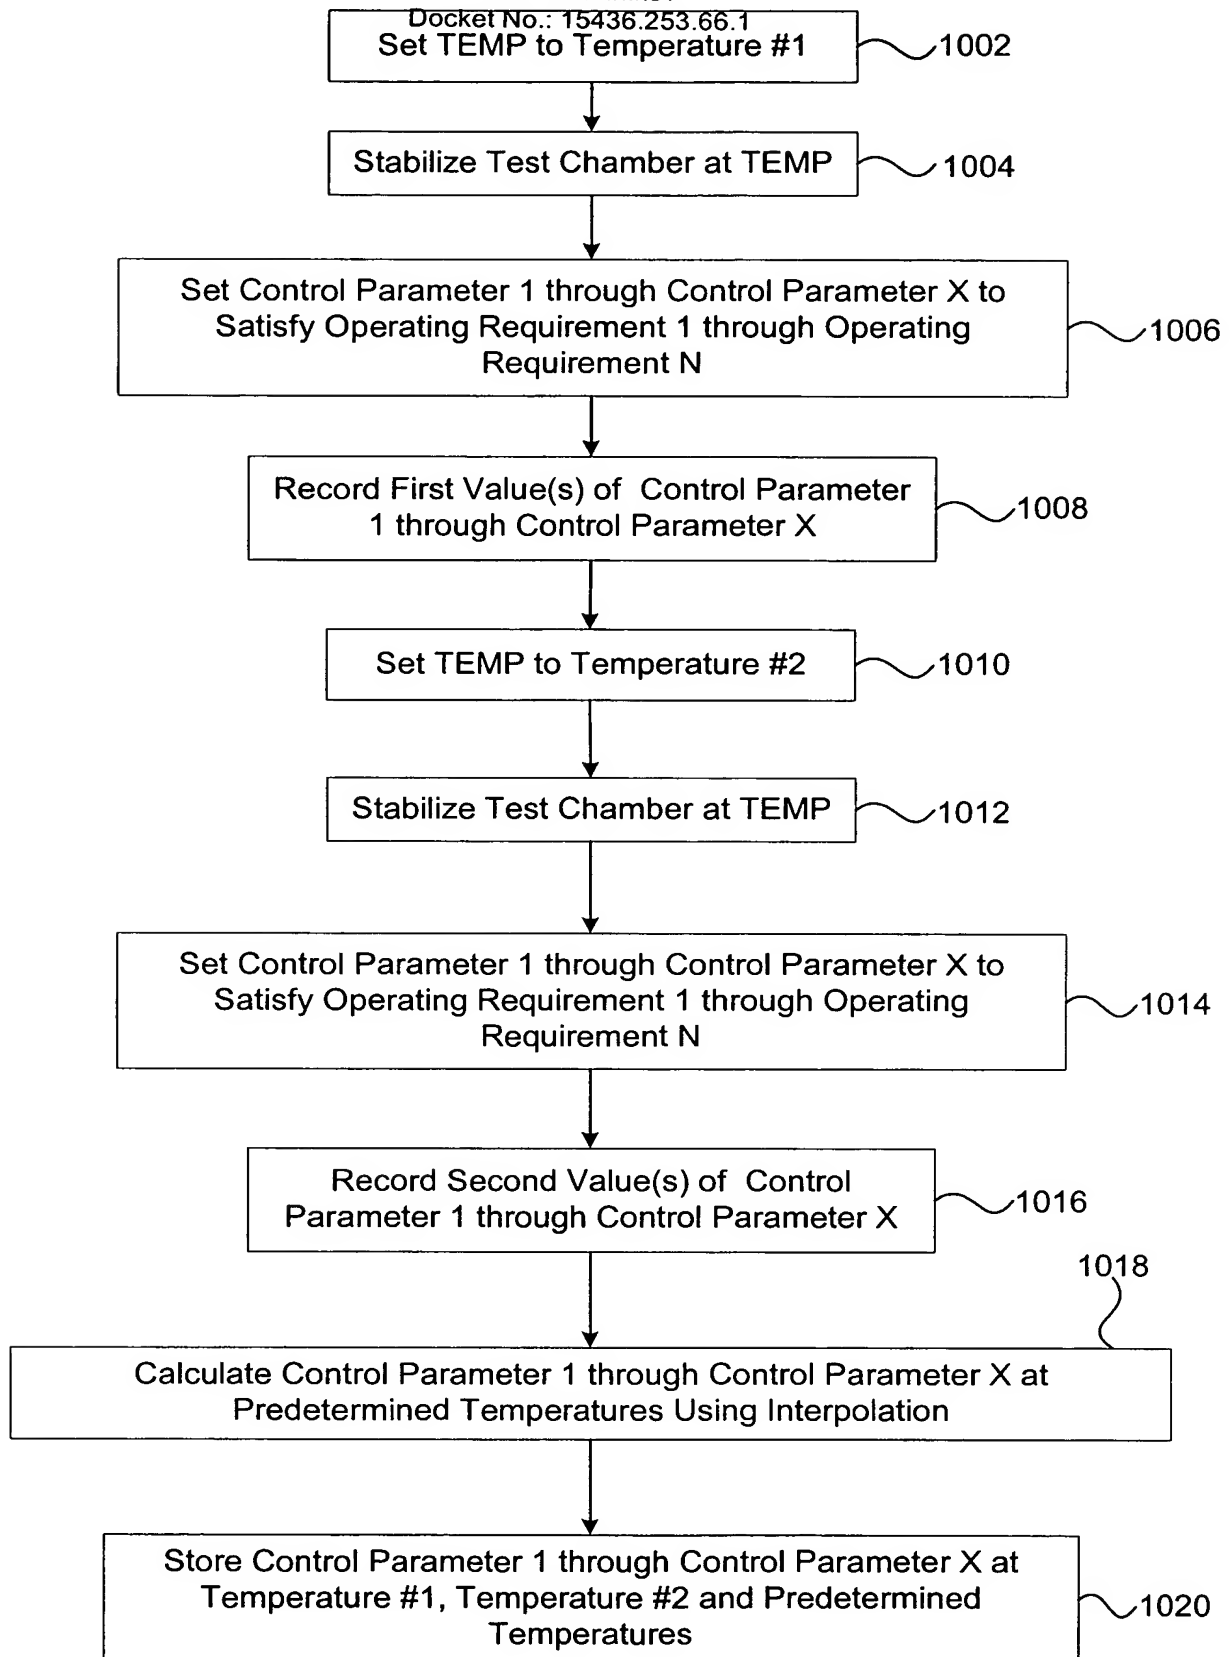 Docket No.: 15436.253.66.1
Set TEMP to Temperature #1
1002
Stabilize Test Chamber at TEMP
1004
Set Control Parameter 1 through Control Parameter X to
Satisfy Operating Requirement 1 through Operating
Requirement N
1006
Record First Value(s) of Control Parameter
1 through Control Parameter X
1008
Set TEMP to Temperature #2
1010
Stabilize Test Chamber at TEMP
1012
Set Control Parameter 1 through Control Parameter X to
Satisfy Operating Requirement 1 through Operating
Requirement N
1014
Record Second Value(s) of Control
Parameter 1 through Control Parameter X
1016
1018
Calculate Control Parameter 1 through Control Parameter X at
Predetermined Temperatures Using Interpolation
Store Control Parameter 1 through Control Parameter X at
Temperature #1, Temperature #2 and Predetermined
Temperatures
1020